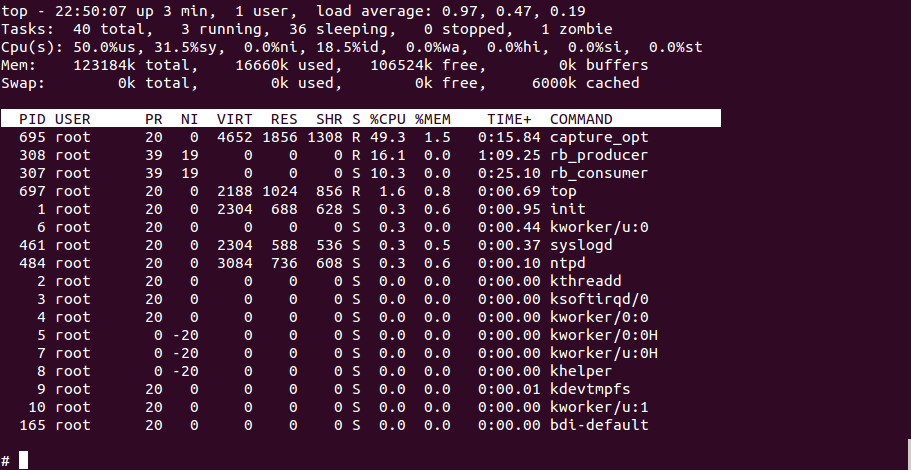 top - 22:50:07 up 3 min,  1 user,  load average: 0.97, 0.47, 0.19
Tasks:  40 total,   3 running,  36 sleeping,   0 stopped,   1 zombie
Cpu(s): 50.0%us, 31.5%sy,  0.0%ni, 18.5%id,  0.0%wa,  0.0%hi,  0.0%si,  0.0%st
Mem:    123184k total,    16660k used,   106524k free,        0k buffers
Swap:        0k total,        0k used,        0k free,     6000k cached
  PID USER      PR  NI  VIRT  RES  SHR S %CPU %MEM    TIME+  COMMAND
  695 root      20   0  4652 1856 1308 R 49.3  1.5   0:15.84 capture_opt
  308 root      39  19     0    0    0 R 16.1  0.0   1:09.25 rb_producer
  307 root      39  19     0    0    0 S 10.3  0.0   0:25.10 rb_consumer
  697 root      20   0  2188 1024  856 R  1.6  0.8   0:00.69 top
    1 root      20   0  2304  688  628 S  0.3  0.6   0:00.95 init
    6 root      20   0     0    0    0 S  0.3  0.0   0:00.44 kworker/u:0
  461 root      20   0  2304  588  536 S  0.3  0.5   0:00.37 syslogd
  484 root      20   0  3084  736  608 S  0.3  0.6   0:00.10 ntpd
    2 root      20   0     0    0    0 S  0.0  0.0   0:00.00 kthreadd
    3 root      20   0     0    0    0 S  0.0  0.0   0:00.00 ksoftirqd/0
    4 root      20   0     0    0    0 S  0.0  0.0   0:00.00 kworker/0:0
    5 root       0 -20     0    0    0 S  0.0  0.0   0:00.00 kworker/0:0H
    7 root       0 -20     0    0    0 S  0.0  0.0   0:00.00 kworker/u:0H
    8 root       0 -20     0    0    0 S  0.0  0.0   0:00.00 khelper
    9 root      20   0     0    0    0 S  0.0  0.0   0:00.01 kdevtmpfs
   10 root      20   0     0    0    0 S  0.0  0.0   0:00.00 kworker/u:1
  165 root      20   0     0    0    0 S  0.0  0.0   0:00.00 bdi-default
#